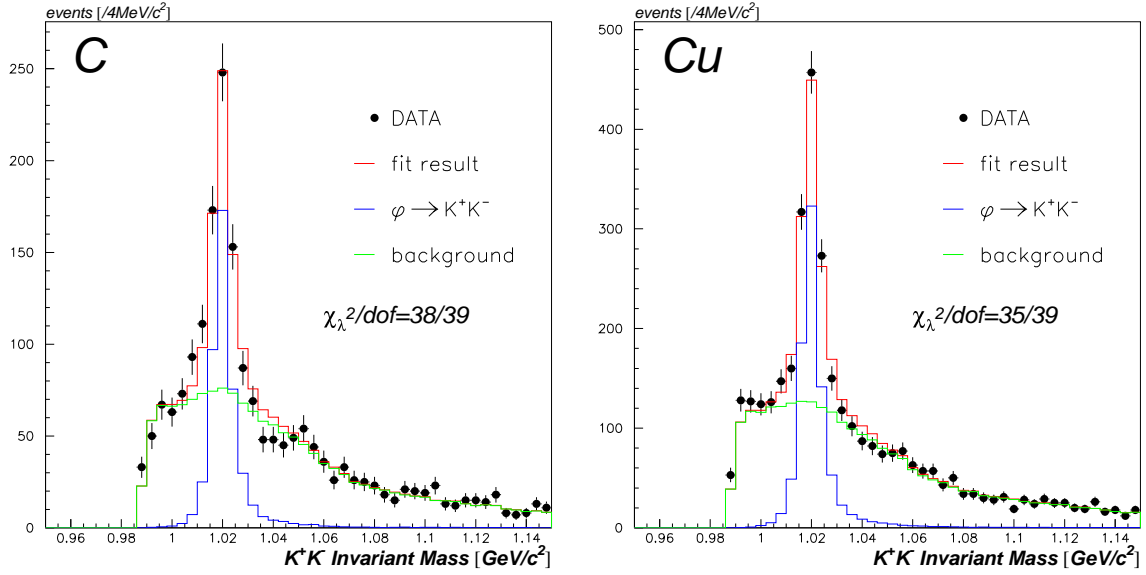 events [/4MeV/c²]
C
250
200
150
100
50
0
DATA
fit result
φ → K⁺K⁻
background
χλ²/dof=38/39
0.96 0.98 1 1.02 1.04 1.06 1.08 1.1 1.12 1.14
K⁺K⁻ Invariant Mass [GeV/c²]
events [/4MeV/c²]
Cu
500
400
300
200
100
0
DATA
fit result
φ → K⁺K⁻
background
χλ²/dof=35/39
0.96 0.98 1 1.02 1.04 1.06 1.08 1.1 1.12 1.14
K⁺K⁻ Invariant Mass [GeV/c²]